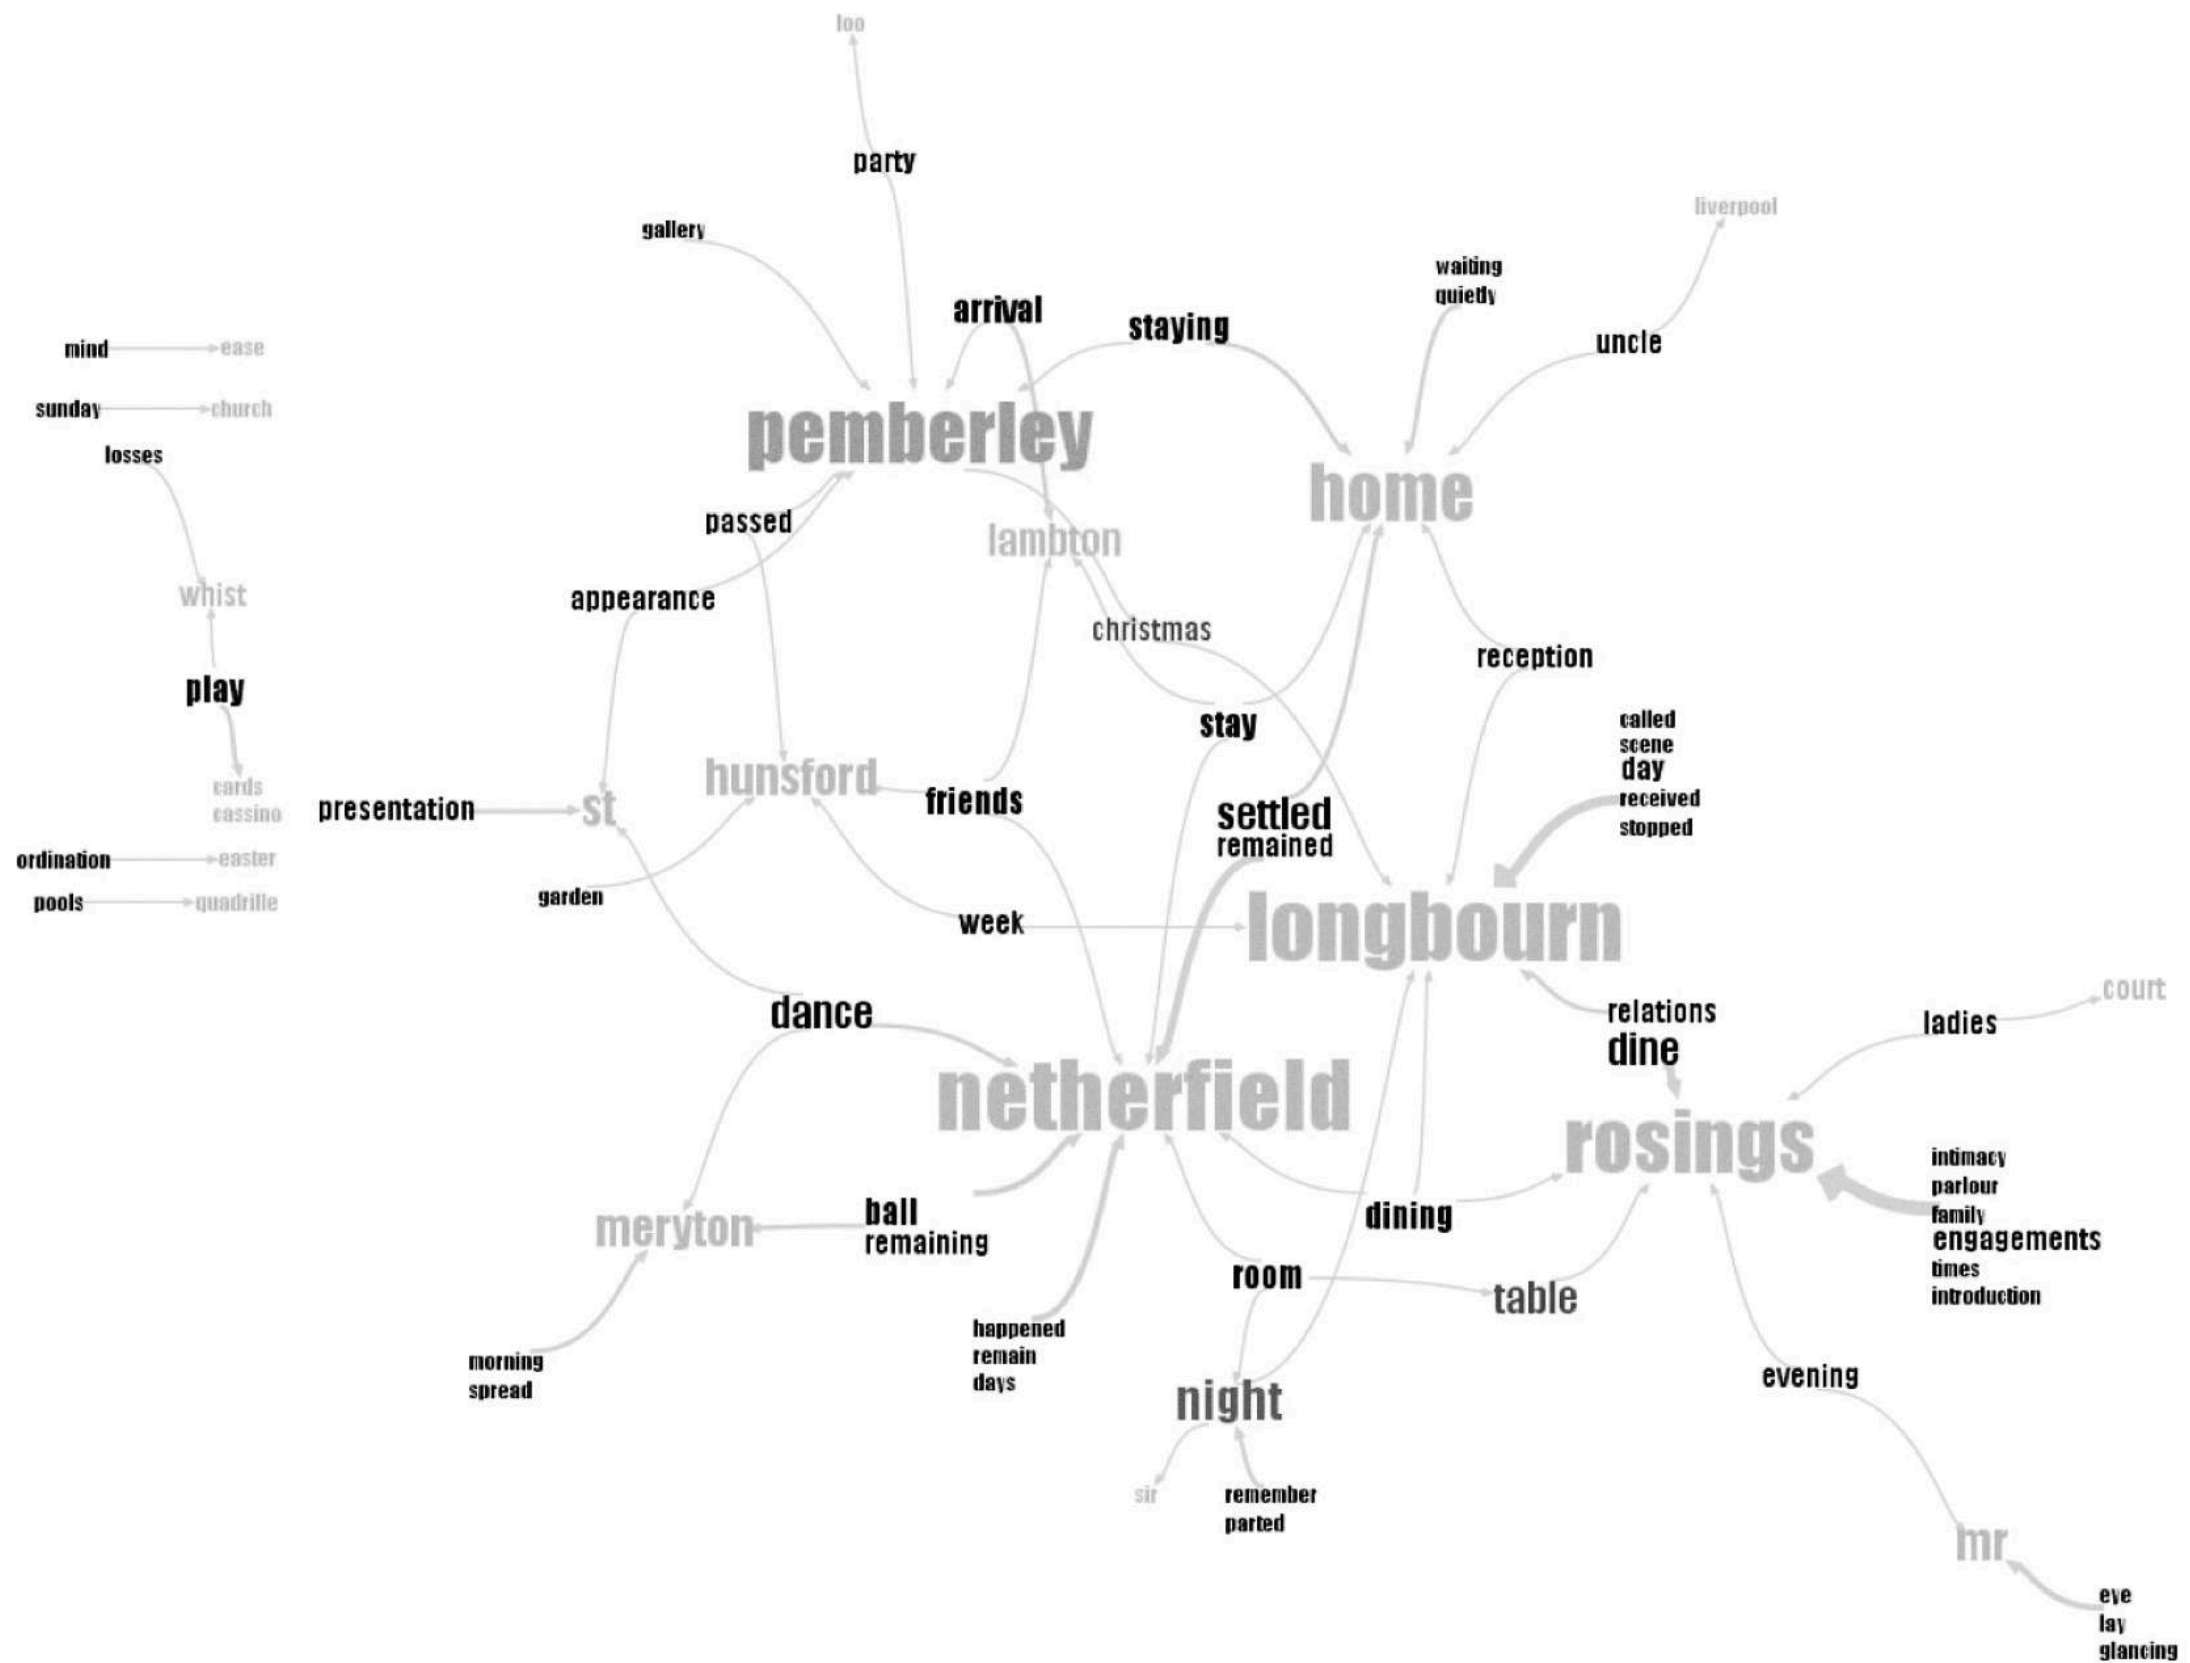 loo
party
gallery
liverpool
waiting
quietly
arrival
staying
uncle
mind
ease
sunday
church
pemberley
losses
home
passed
lambton
whist
appearance
christmas
reception
play
stay
called
scene
day
received
stopped
hunsford
cards
cassino
presentation
st
friends
settled
remained
ordination
easter
pools
quadrille
garden
week
longbourn
dance
relations
dine
ladies
court
netherfield
rosings
intimacy
parlour
family
engagements
times
introduction
meryton
ball
remaining
dining
room
table
happened
remain
days
morning
spread
night
evening
sir
remember
parted
mr
eye
lay
glancing